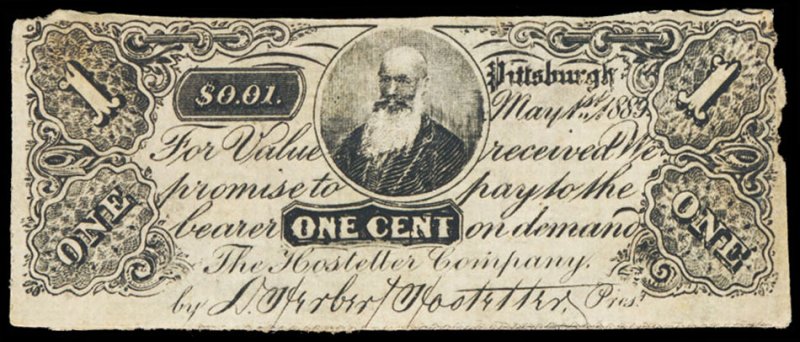 1 Pittsburgh 1
$0.01. May 1st 1883
For Value received We
promise to pay to the
ONE bearer ONE CENT on demand ONE
The Hostetter Company.
by D. Herbert Hostetter, Prest